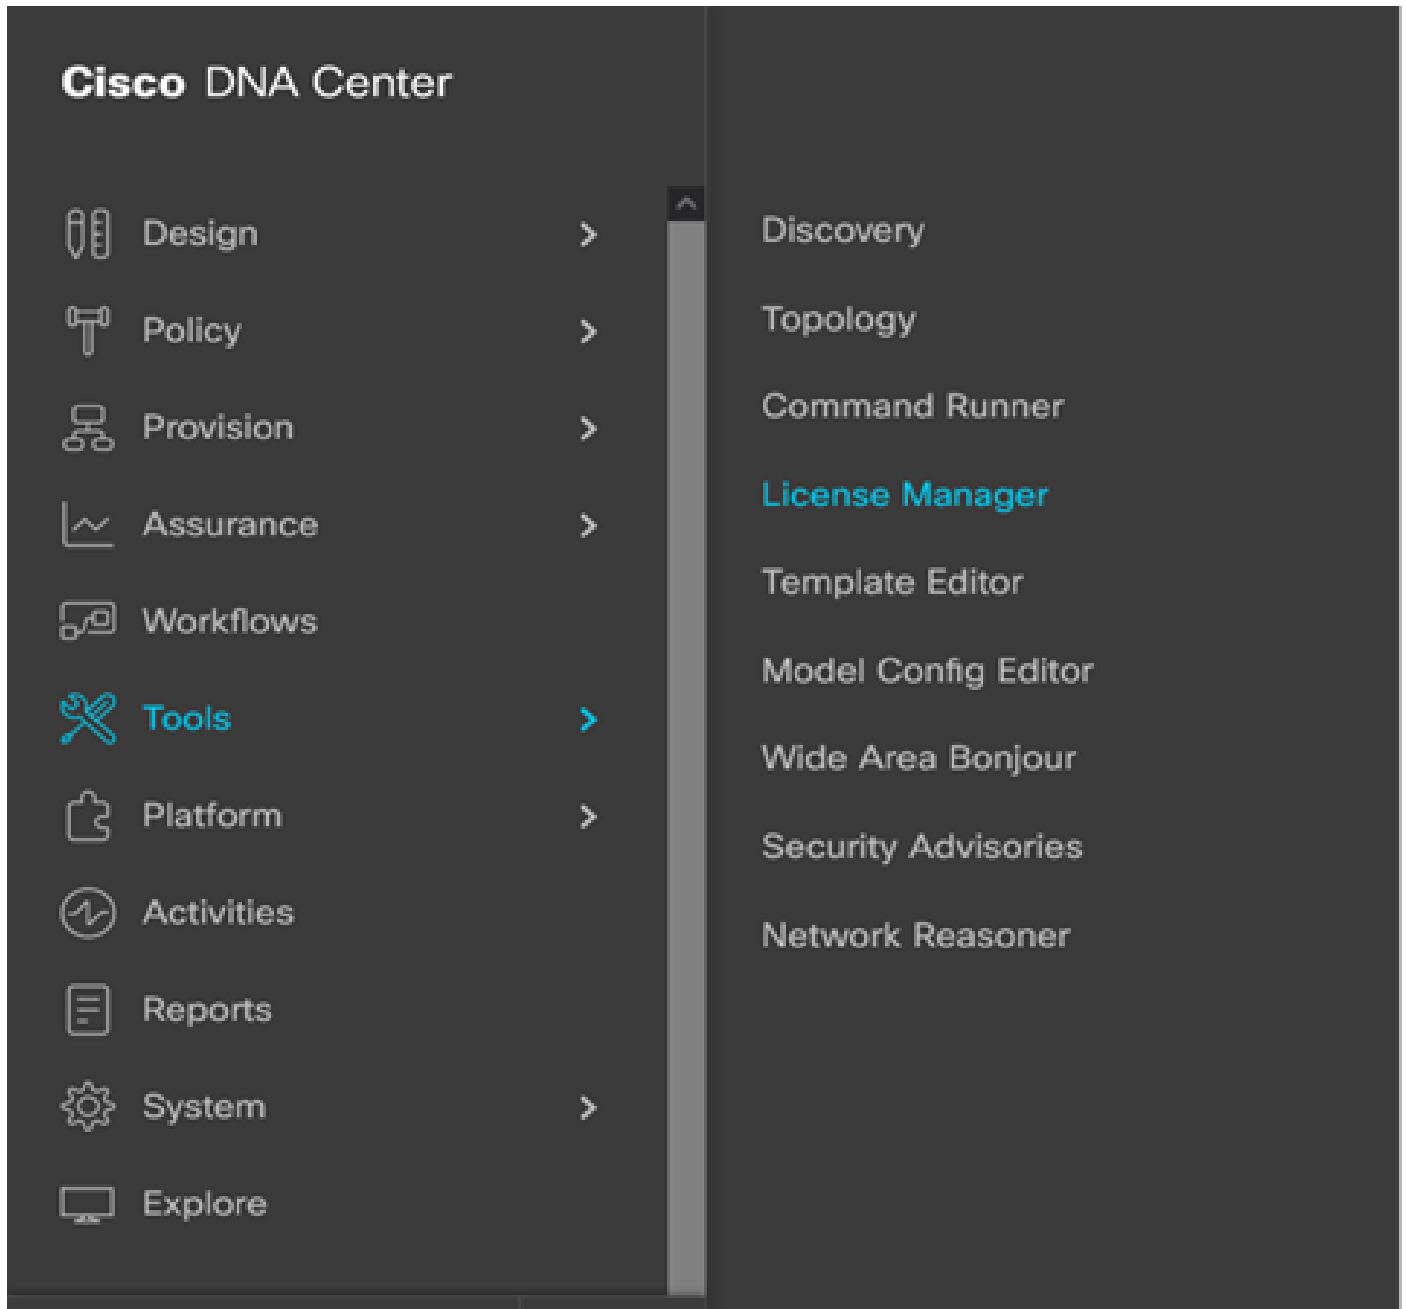 Cisco DNA Center
Design
Policy
Provision
Assurance
Workflows
Tools
Platform
Activities
Reports
System
Explore
Discovery
Topology
Command Runner
License Manager
Template Editor
Model Config Editor
Wide Area Bonjour
Security Advisories
Network Reasoner